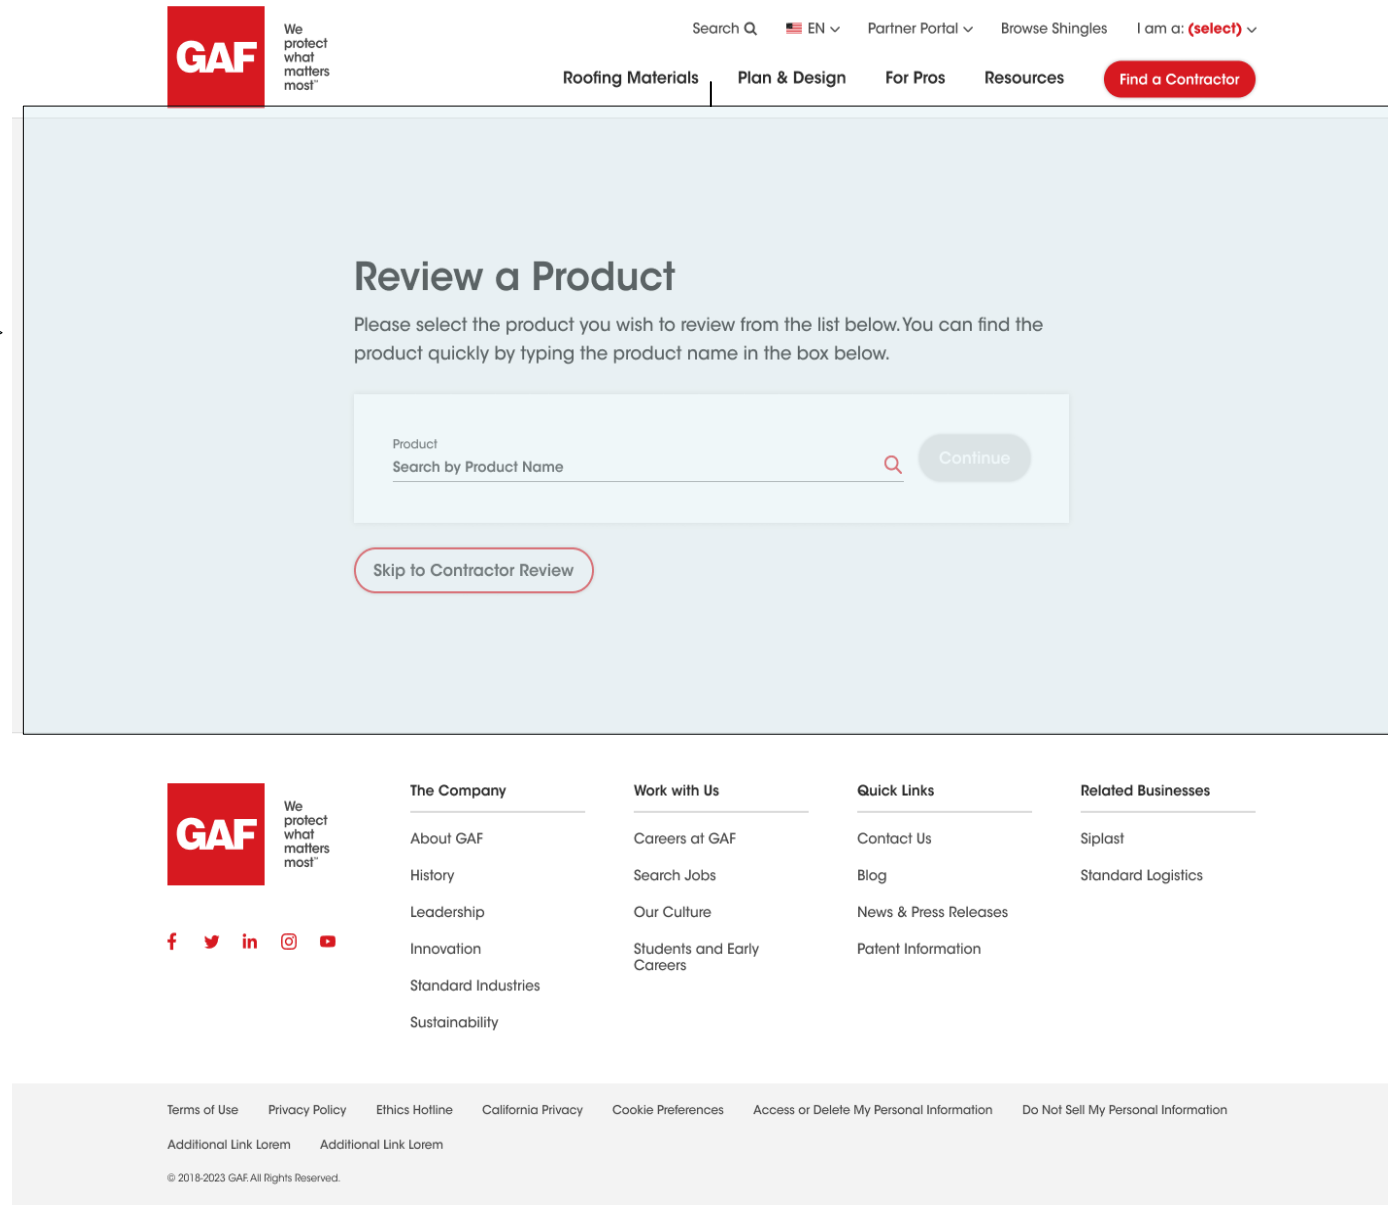 GAF
We
protect
what
matters
most™
Search
EN
Partner Portal
Browse Shingles
I am a: (select)
Roofing Materials
Plan & Design
For Pros
Resources
Find a Contractor
Review a Product
Please select the product you wish to review from the list below. You can find the
product quickly by typing the product name in the box below.
Product
Search by Product Name
Continue
Skip to Contractor Review
GAF
We
protect
what
matters
most™
The Company
About GAF
History
Leadership
Innovation
Standard Industries
Sustainability
Work with Us
Careers at GAF
Search Jobs
Our Culture
Students and Early
Careers
Quick Links
Contact Us
Blog
News & Press Releases
Patent Information
Related Businesses
Siplast
Standard Logistics
Terms of Use
Privacy Policy
Ethics Hotline
California Privacy
Cookie Preferences
Access or Delete My Personal Information
Do Not Sell My Personal Information
Additional Link Lorem
Additional Link Lorem
© 2018-2023 GAF. All Rights Reserved.